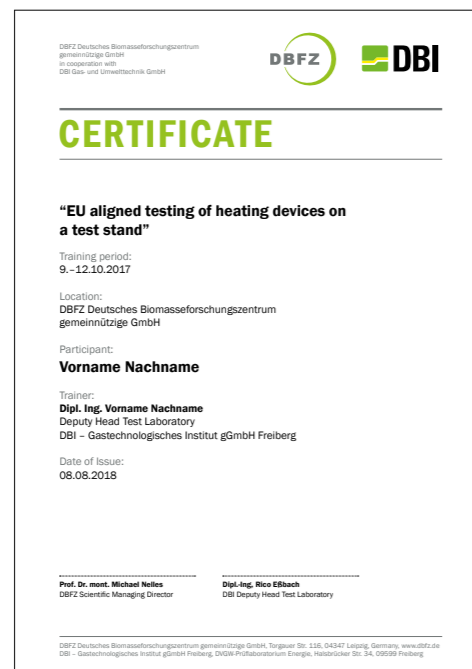 DBFZ Deutsches Biomasseforschungszentrum
gemeinnützige GmbH
in cooperation with
DBI Gas- und Umwelttechnik GmbH
DBFZ
DBI
CERTIFICATE
“EU aligned testing of heating devices on
a test stand”
Training period:
9.–12.10.2017
Location:
DBFZ Deutsches Biomasseforschungszentrum
gemeinnützige GmbH
Participant:
Vorname Nachname
Trainer:
Dipl. Ing. Vorname Nachname
Deputy Head Test Laboratory
DBI – Gastechnologisches Institut gGmbH Freiberg
Date of Issue:
08.08.2018
Prof. Dr. mont. Michael Nelles
DBFZ Scientific Managing Director
Dipl.-Ing, Rico Eßbach
DBI Deputy Head Test Laboratory
DBFZ Deutsches Biomasseforschungszentrum gemeinnützige GmbH, Torgauer Str. 116, 04347 Leipzig, Germany, www.dbfz.de
DBI – Gastechnologisches Institut gGmbH Freiberg, DVGW-Prüflaboratorium Energie, Halsbrücker Str. 34, 09599 Freiberg